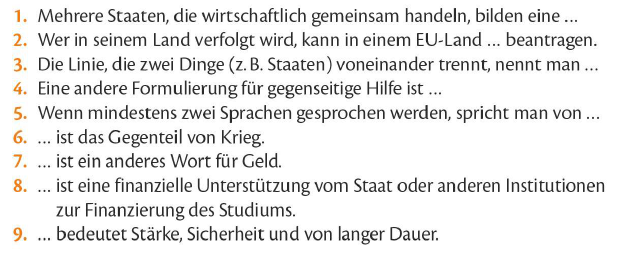 1. Mehrere Staaten, die wirtschaftlich gemeinsam handeln, bilden eine ...
2. Wer in seinem Land verfolgt wird, kann in einem EU-Land ... beantragen.
3. Die Linie, die zwei Dinge (z. B. Staaten) voneinander trennt, nennt man ...
4. Eine andere Formulierung für gegenseitige Hilfe ist ...
5. Wenn mindestens zwei Sprachen gesprochen werden, spricht man von ...
6. ... ist das Gegenteil von Krieg.
7. ... ist ein anderes Wort für Geld.
8. ... ist eine finanzielle Unterstützung vom Staat oder anderen Institutionen
zur Finanzierung des Studiums.
9. ... bedeutet Stärke, Sicherheit und von langer Dauer.